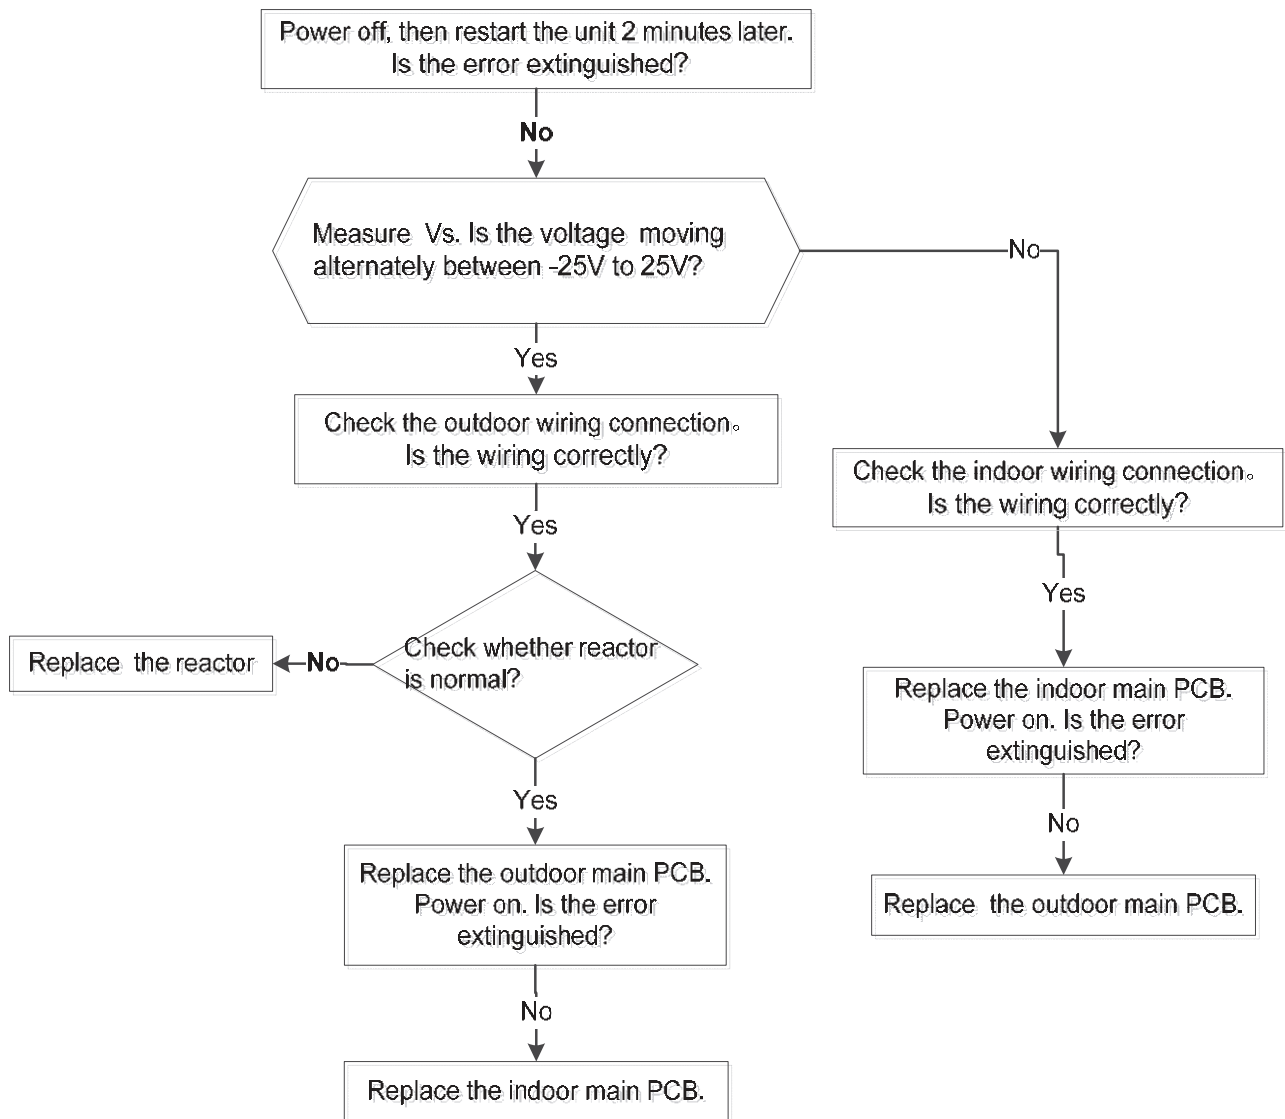 Power off, then restart the unit 2 minutes later.
Is the error extinguished?
No
Measure Vs. Is the voltage moving
alternately between -25V to 25V?
No
Yes
Check the outdoor wiring connection。
Is the wiring correctly?
Check the indoor wiring connection。
Is the wiring correctly?
Yes
Yes
Check whether reactor
is normal?
No
Replace the reactor
Replace the indoor main PCB.
Power on. Is the error
extinguished?
Yes
No
Replace the outdoor main PCB.
Power on. Is the error
extinguished?
Replace the outdoor main PCB.
No
Replace the indoor main PCB.